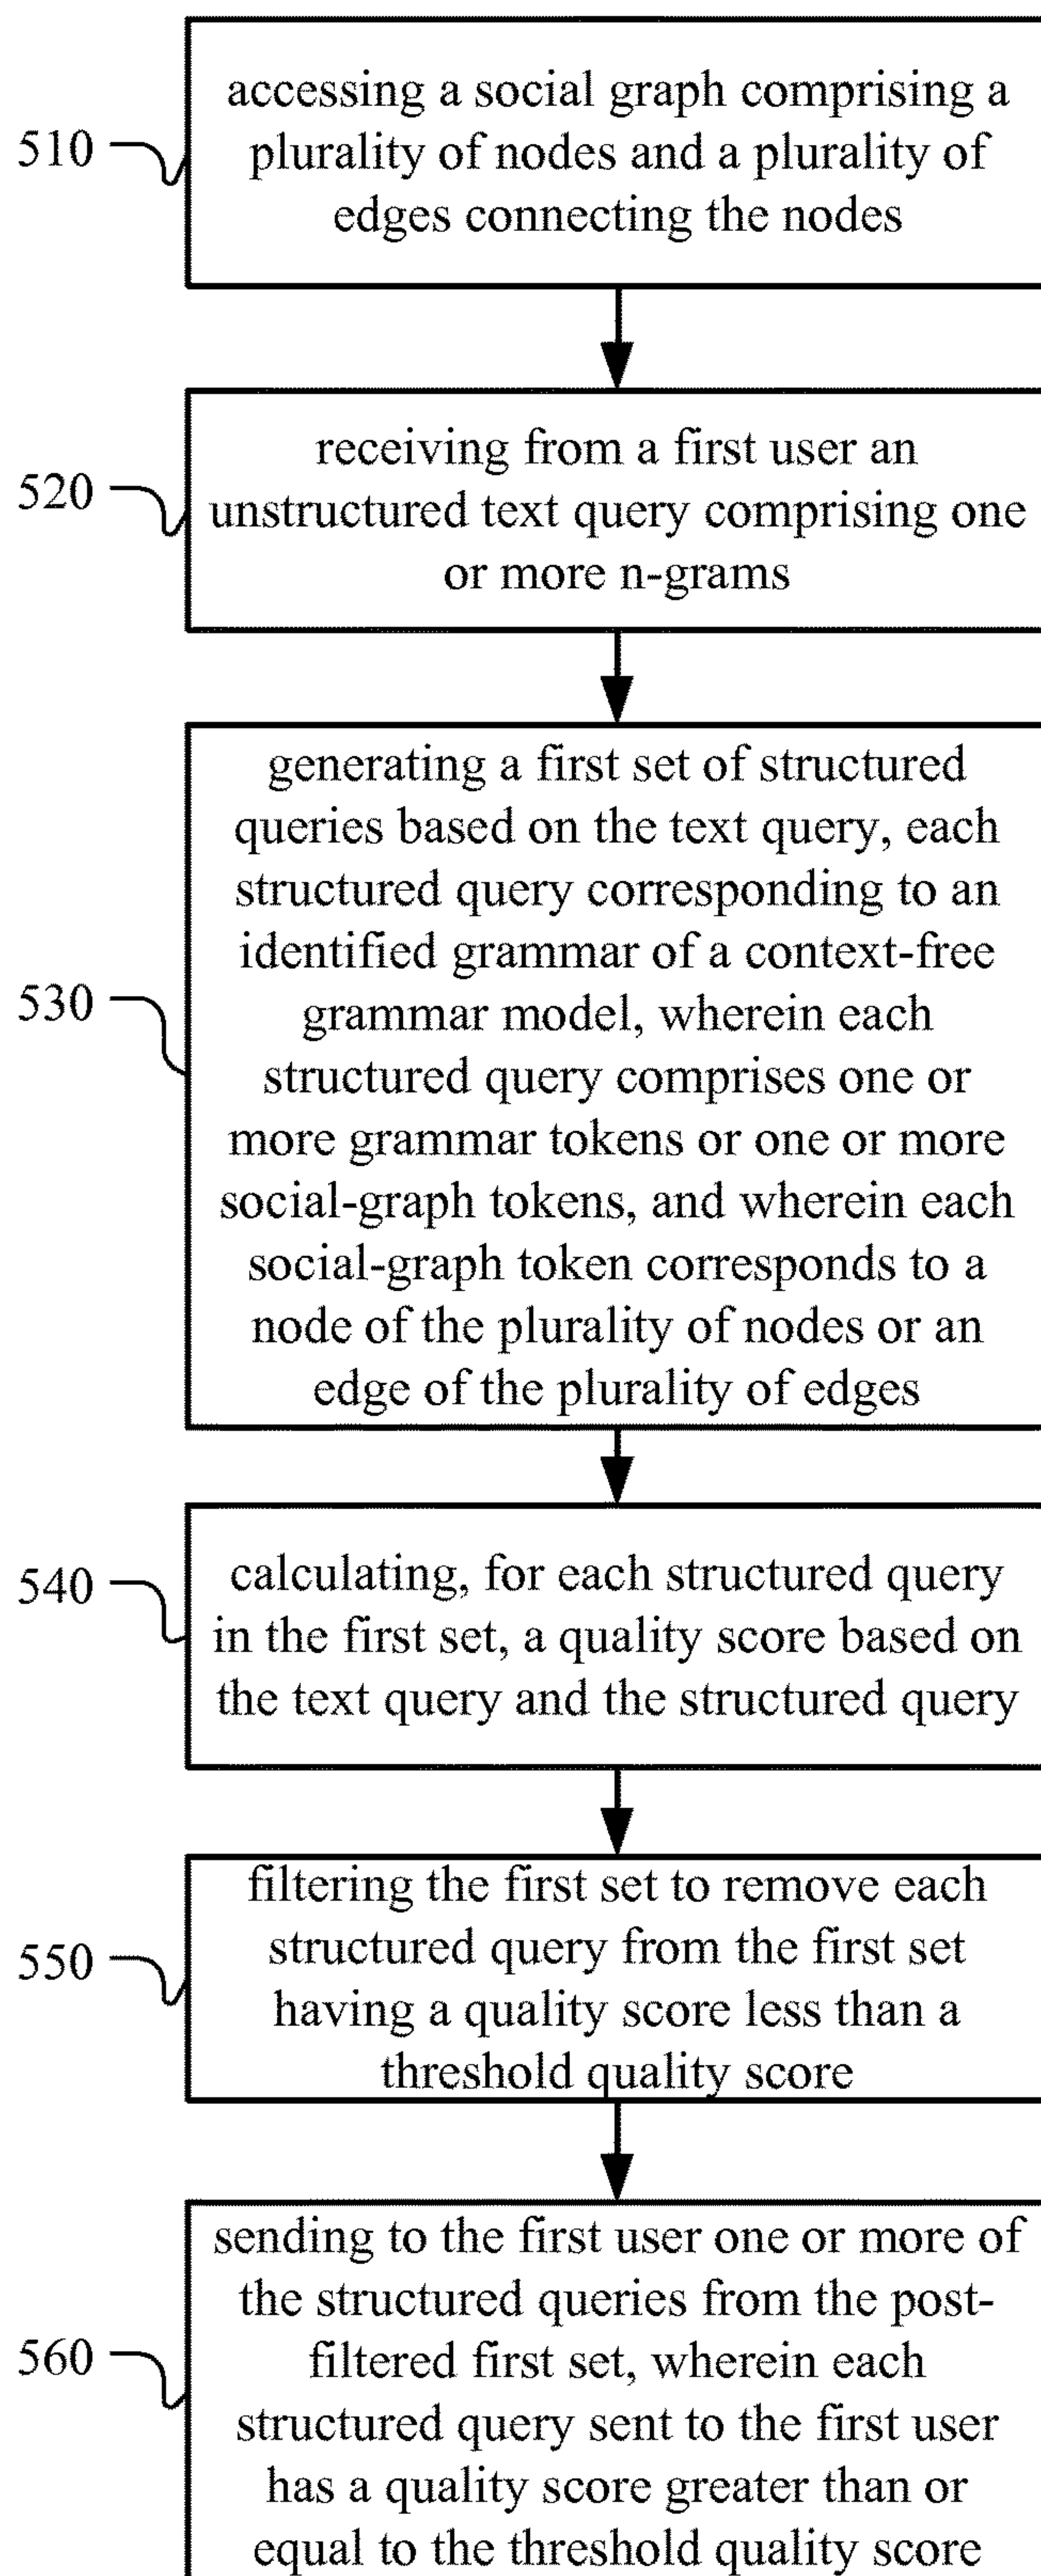 510
accessing a social graph comprising a
plurality of nodes and a plurality of
edges connecting the nodes
520
receiving from a first user an
unstructured text query comprising one
or more n-grams
530
generating a first set of structured
queries based on the text query, each
structured query corresponding to an
identified grammar of a context-free
grammar model, wherein each
structured query comprises one or
more grammar tokens or one or more
social-graph tokens, and wherein each
social-graph token corresponds to a
node of the plurality of nodes or an
edge of the plurality of edges
540
calculating, for each structured query
in the first set, a quality score based on
the text query and the structured query
550
filtering the first set to remove each
structured query from the first set
having a quality score less than a
threshold quality score
560
sending to the first user one or more of
the structured queries from the post-
filtered first set, wherein each
structured query sent to the first user
has a quality score greater than or
equal to the threshold quality score